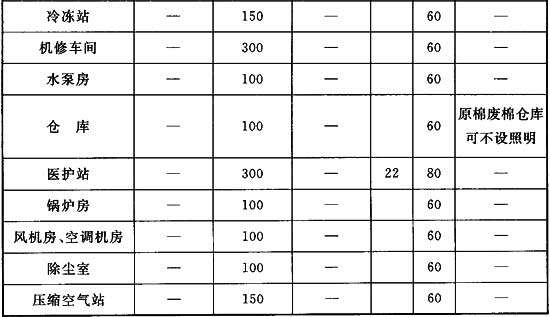 冷冻站 — 150 — 60 —
机修车间 — 300 — 60 —
水泵房 — 100 — 60 —
仓 库 — 100 — 60 原棉废棉仓库
可不设照明
医护站 — 300 — 22 80 —
锅炉房 — 100 — 60 —
风机房、空调机房 — 100 — 60 —
除尘室 — 100 — 60 —
压缩空气站 — 150 — 60 —